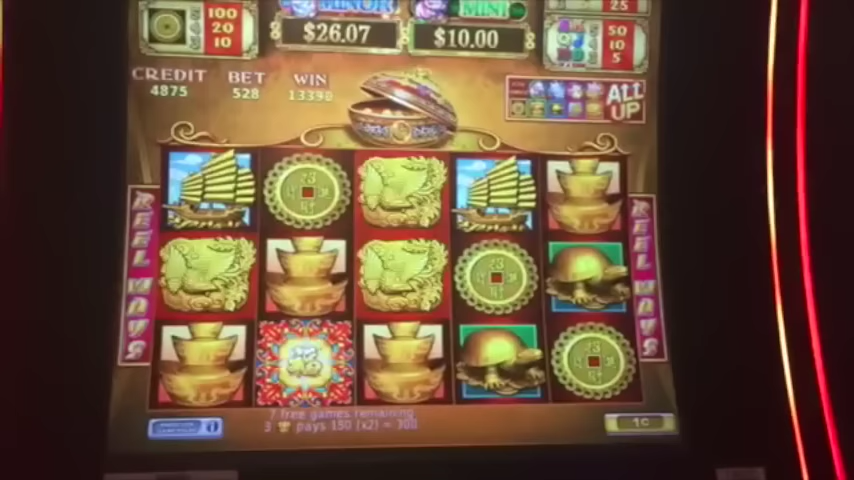 100
20
10
MINOR
$26.07
MINI
$10.00
25
50
10
5
CREDIT BET WIN
4875 528 13390
ALL UP
REEL WAYS
REEL WAYS
7 free games remaining
3 pays 150 (x2) = 300
1¢